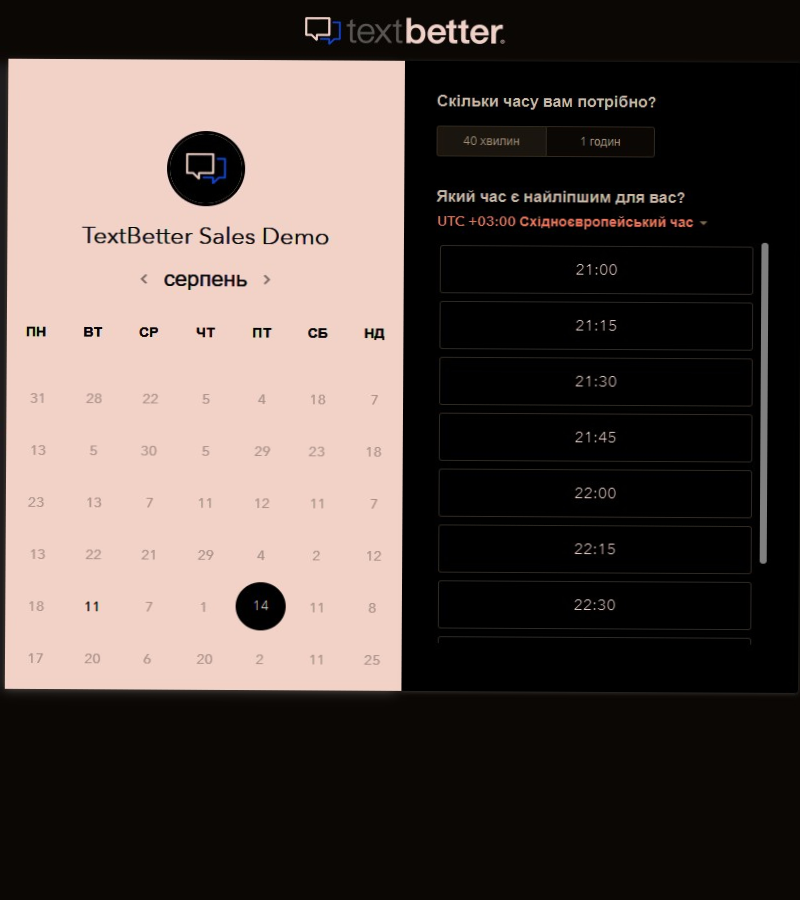 textbetter.
TextBetter Sales Demo
серпень
ПН ВТ СР ЧТ ПТ СБ НД
31 28 22 5 4 18 7
13 5 30 5 29 23 18
23 13 7 11 12 11 7
13 22 21 29 4 2 12
18 11 7 1 14 11 8
17 20 6 20 2 11 25
Скільки часу вам потрібно?
40 хвилин 1 годин
Який час є найліпшим для вас?
UTC +03:00 Східноєвропейський час
21:00
21:15
21:30
21:45
22:00
22:15
22:30